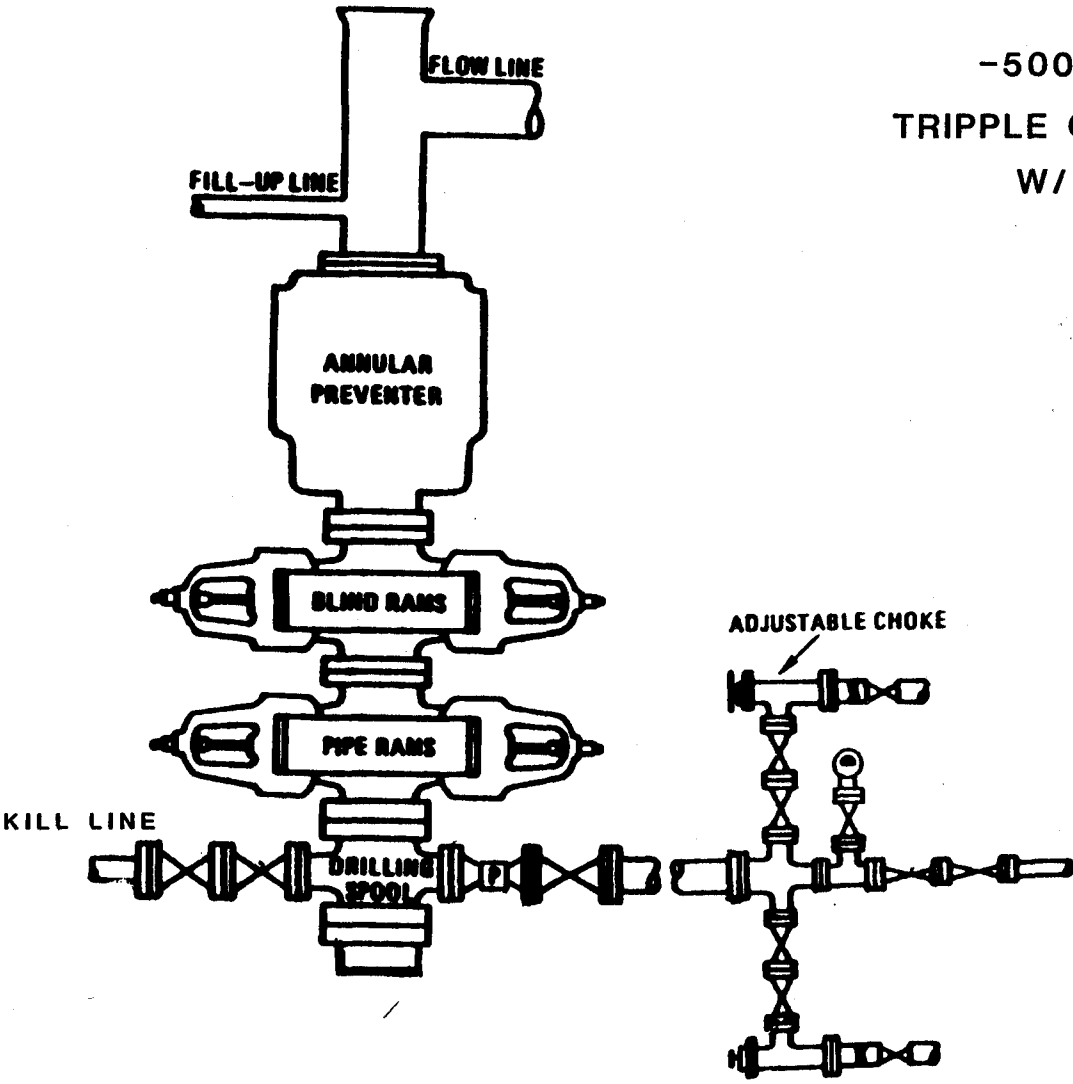 -500
TRIPPLE
W/
FLOW LINE
FILL-UP LINE
ANNULAR
PREVENTER
BLIND RAMS
ADJUSTABLE CHOKE
PIPE RAMS
KILL LINE
DRILLING
SPOOL
P